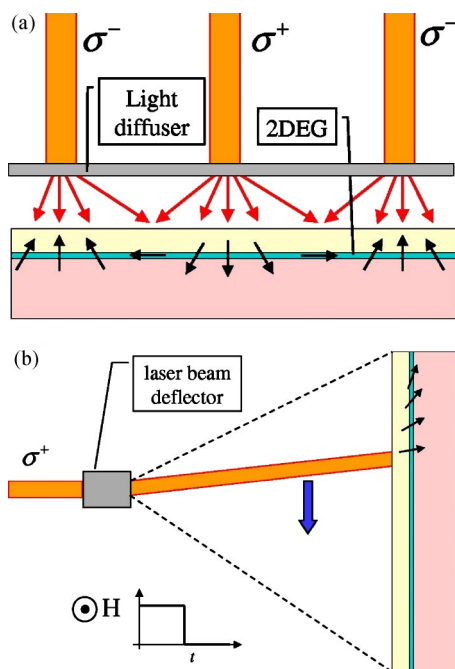 (a)
σ⁻
σ⁺
σ⁻
Light
diffuser
2DEG
(b)
laser beam
deflector
σ⁺
H
t